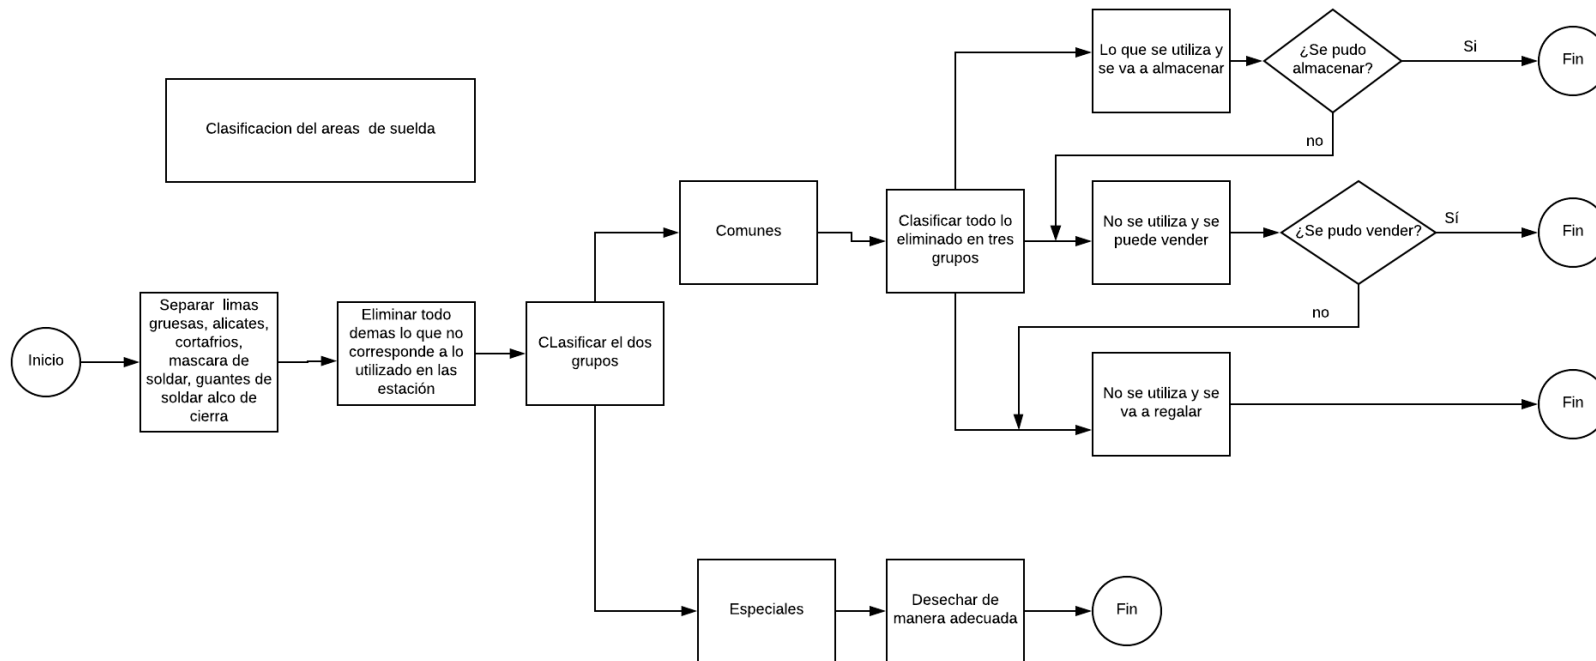 Clasificacion del areas de suelda
Inicio
Separar limas
gruesas, alicates,
cortafrios,
mascara de
soldar, guantes de
soldar alco de
cierra
Eliminar todo
demas lo que no
corresponde a lo
utilizado en las
estación
CLasificar el dos
grupos
Comunes
Clasificar todo lo
eliminado en tres
grupos
Lo que se utiliza y
se va a almacenar
¿Se pudo
almacenar?
Si
Fin
no
No se utiliza y se
puede vender
¿Se pudo vender?
Sí
Fin
no
No se utiliza y se
va a regalar
Fin
Especiales
Desechar de
manera adecuada
Fin